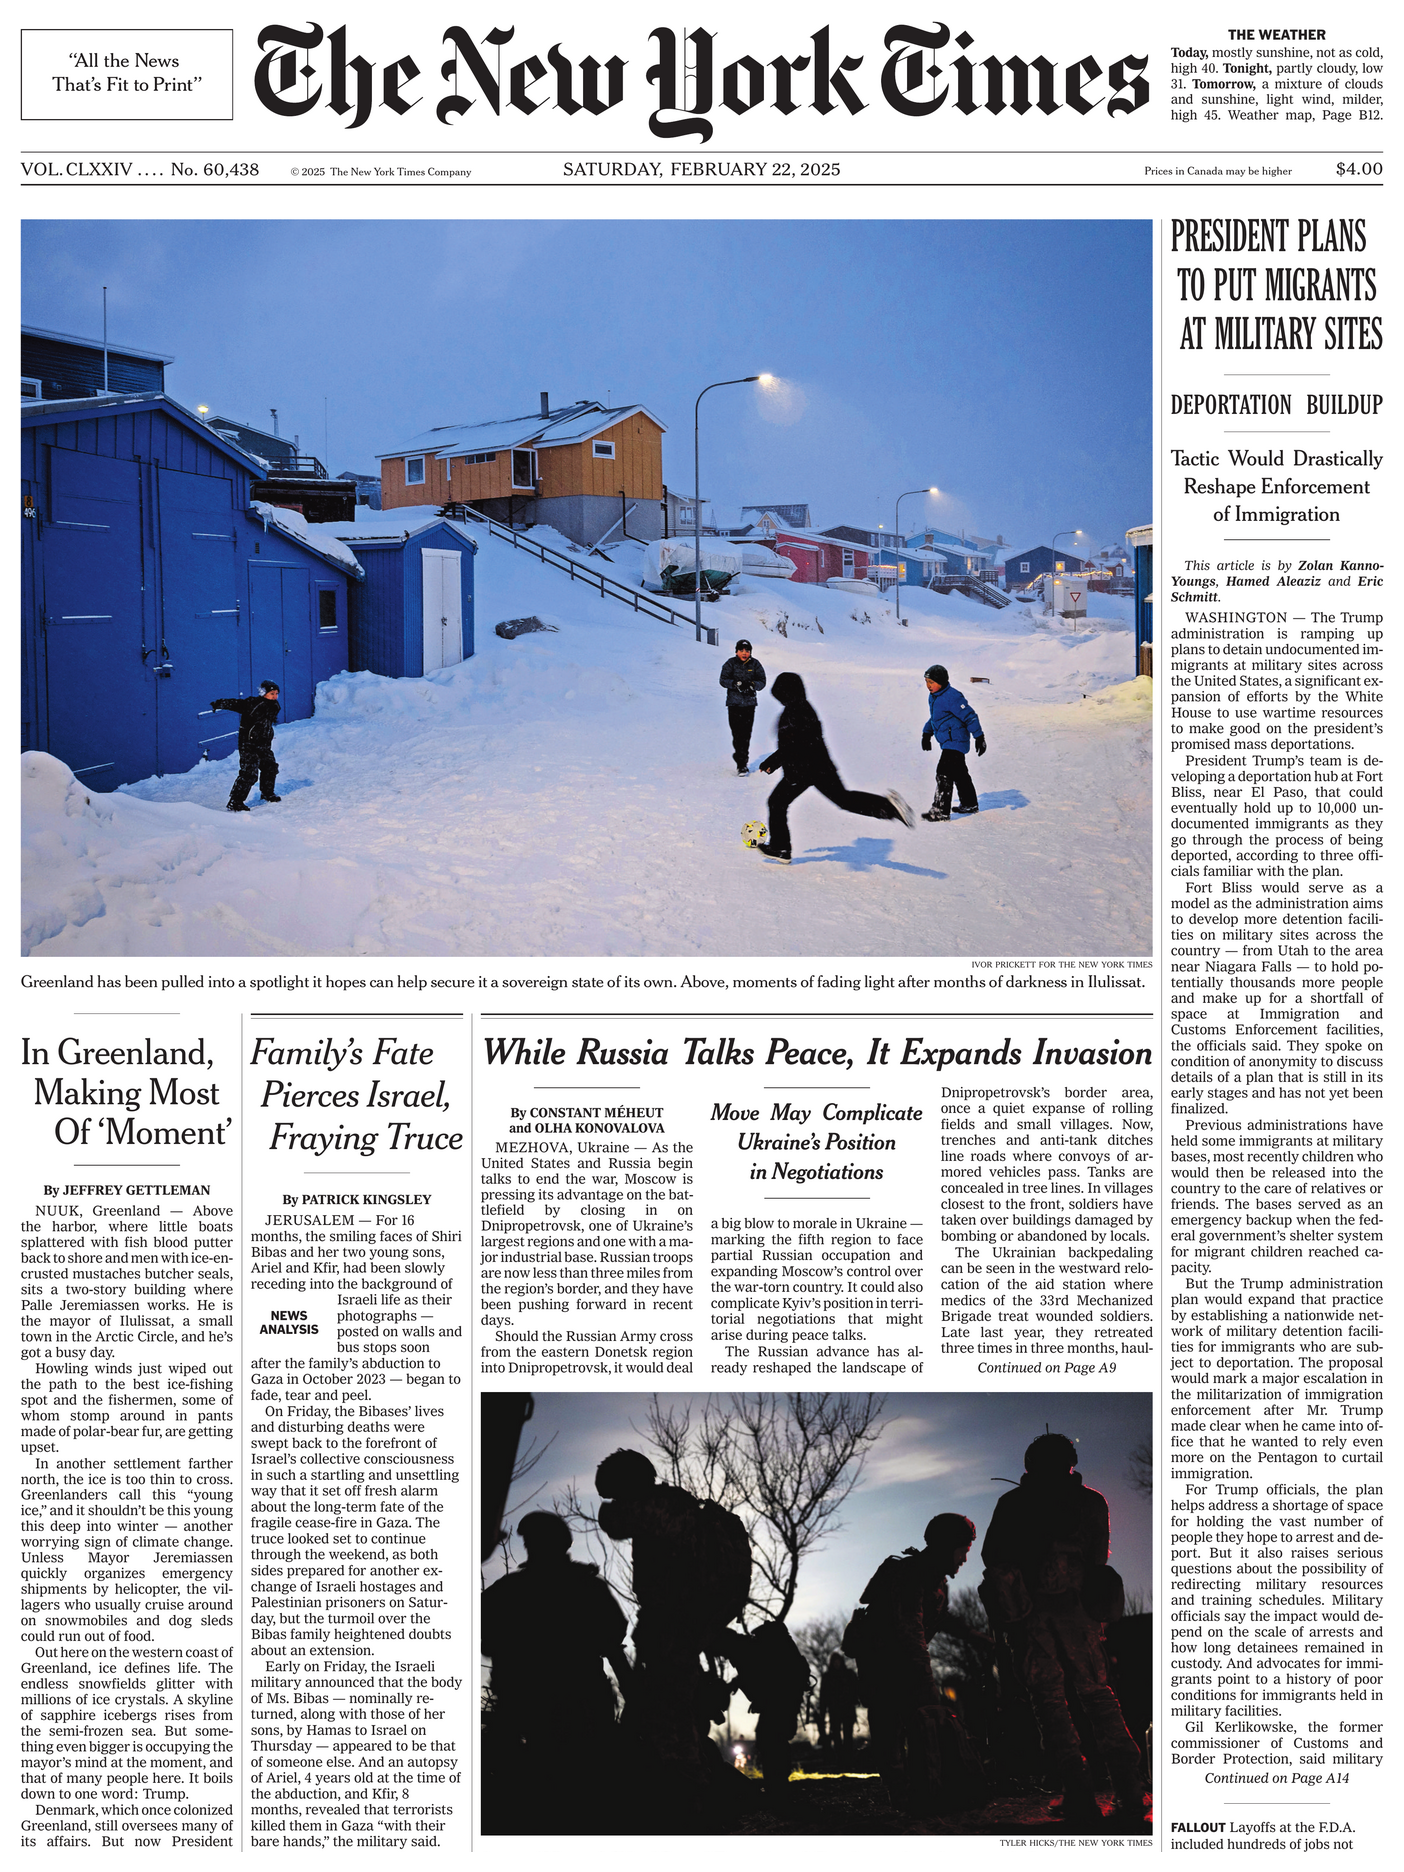 “All the News
That’s Fit to Print”
The New York Times
THE WEATHER
Today, mostly sunshine, not as cold,
high 40. Tonight, partly cloudy, low
31. Tomorrow, a mixture of clouds
and sunshine, light wind, milder,
high 45. Weather map, Page B12.
VOL. CLXXIV .... No. 60,438
© 2025 The New York Times Company
SATURDAY, FEBRUARY 22, 2025
Prices in Canada may be higher
$4.00
8
496
IVOR PRICKETT FOR THE NEW YORK TIMES
Greenland has been pulled into a spotlight it hopes can help secure it a sovereign state of its own. Above, moments of fading light after months of darkness in Ilulissat.
In Greenland,
Making Most
Of ‘Moment’
By JEFFREY GETTLEMAN
NUUK, Greenland — Above
the harbor, where little boats
splattered with fish blood putter
back to shore and men with ice-en-
crusted mustaches butcher seals,
sits a two-story building where
Palle Jeremiassen works. He is
the mayor of Ilulissat, a small
town in the Arctic Circle, and he’s
got a busy day.
Howling winds just wiped out
the path to the best ice-fishing
spot and the fishermen, some of
whom stomp around in pants
made of polar-bear fur, are getting
upset.
In another settlement farther
north, the ice is too thin to cross.
Greenlanders call this “young
ice,” and it shouldn’t be this young
this deep into winter — another
worrying sign of climate change.
Unless Mayor Jeremiassen
quickly organizes emergency
shipments by helicopter, the vil-
lagers who usually cruise around
on snowmobiles and dog sleds
could run out of food.
Out here on the western coast of
Greenland, ice defines life. The
endless snowfields glitter with
millions of ice crystals. A skyline
of sapphire icebergs rises from
the semi-frozen sea. But some-
thing even bigger is occupying the
mayor’s mind at the moment, and
that of many people here. It boils
down to one word: Trump.
Denmark, which once colonized
Greenland, still oversees many of
its affairs. But now President
Family’s Fate
Pierces Israel,
Fraying Truce
By PATRICK KINGSLEY
JERUSALEM — For 16
months, the smiling faces of Shiri
Bibas and her two young sons,
Ariel and Kfir, had been slowly
receding into the background of
Israeli life as their
photographs —
posted on walls and
bus stops soon
NEWS
ANALYSIS
after the family’s abduction to
Gaza in October 2023 — began to
fade, tear and peel.
On Friday, the Bibases’ lives
and disturbing deaths were
swept back to the forefront of
Israel’s collective consciousness
in such a startling and unsettling
way that it set off fresh alarm
about the long-term fate of the
fragile cease-fire in Gaza. The
truce looked set to continue
through the weekend, as both
sides prepared for another ex-
change of Israeli hostages and
Palestinian prisoners on Satur-
day, but the turmoil over the
Bibas family heightened doubts
about an extension.
Early on Friday, the Israeli
military announced that the body
of Ms. Bibas — nominally re-
turned, along with those of her
sons, by Hamas to Israel on
Thursday — appeared to be that
of someone else. And an autopsy
of Ariel, 4 years old at the time of
the abduction, and Kfir, 8
months, revealed that terrorists
killed them in Gaza “with their
bare hands,” the military said.
While Russia Talks Peace, It Expands Invasion
By CONSTANT MÉHEUT
and OLHA KONOVALOVA
MEZHOVA, Ukraine — As the
United States and Russia begin
talks to end the war, Moscow is
pressing its advantage on the bat-
tlefield by closing in on
Dnipropetrovsk, one of Ukraine’s
largest regions and one with a ma-
jor industrial base. Russian troops
are now less than three miles from
the region’s border, and they have
been pushing forward in recent
days.
Should the Russian Army cross
from the eastern Donetsk region
into Dnipropetrovsk, it would deal
Move May Complicate
Ukraine’s Position
in Negotiations
a big blow to morale in Ukraine —
marking the fifth region to face
partial Russian occupation and
expanding Moscow’s control over
the war-torn country. It could also
complicate Kyiv’s position in terri-
torial negotiations that might
arise during peace talks.
The Russian advance has al-
ready reshaped the landscape of
Dnipropetrovsk’s border area,
once a quiet expanse of rolling
fields and small villages. Now,
trenches and anti-tank ditches
line roads where convoys of ar-
mored vehicles pass. Tanks are
concealed in tree lines. In villages
closest to the front, soldiers have
taken over buildings damaged by
bombing or abandoned by locals.
The Ukrainian backpedaling
can be seen in the westward relo-
cation of the aid station where
medics of the 33rd Mechanized
Brigade treat wounded soldiers.
Late last year, they retreated
three times in three months, haul-
Continued on Page A9
TYLER HICKS/THE NEW YORK TIMES
PRESIDENT PLANS
TO PUT MIGRANTS
AT MILITARY SITES
DEPORTATION BUILDUP
Tactic Would Drastically
Reshape Enforcement
of Immigration
This article is by Zolan Kanno-
Youngs, Hamed Aleaziz and Eric
Schmitt.
WASHINGTON — The Trump
administration is ramping up
plans to detain undocumented im-
migrants at military sites across
the United States, a significant ex-
pansion of efforts by the White
House to use wartime resources
to make good on the president’s
promised mass deportations.
President Trump’s team is de-
veloping a deportation hub at Fort
Bliss, near El Paso, that could
eventually hold up to 10,000 un-
documented immigrants as they
go through the process of being
deported, according to three offi-
cials familiar with the plan.
Fort Bliss would serve as a
model as the administration aims
to develop more detention facili-
ties on military sites across the
country — from Utah to the area
near Niagara Falls — to hold po-
tentially thousands more people
and make up for a shortfall of
space at Immigration and
Customs Enforcement facilities,
the officials said. They spoke on
condition of anonymity to discuss
details of a plan that is still in its
early stages and has not yet been
finalized.
Previous administrations have
held some immigrants at military
bases, most recently children who
would then be released into the
country to the care of relatives or
friends. The bases served as an
emergency backup when the fed-
eral government’s shelter system
for migrant children reached ca-
pacity.
But the Trump administration
plan would expand that practice
by establishing a nationwide net-
work of military detention facili-
ties for immigrants who are sub-
ject to deportation. The proposal
would mark a major escalation in
the militarization of immigration
enforcement after Mr. Trump
made clear when he came into of-
fice that he wanted to rely even
more on the Pentagon to curtail
immigration.
For Trump officials, the plan
helps address a shortage of space
for holding the vast number of
people they hope to arrest and de-
port. But it also raises serious
questions about the possibility of
redirecting military resources
and training schedules. Military
officials say the impact would de-
pend on the scale of arrests and
how long detainees remained in
custody. And advocates for immi-
grants point to a history of poor
conditions for immigrants held in
military facilities.
Gil Kerlikowske, the former
commissioner of Customs and
Border Protection, said military
Continued on Page A14
FALLOUT Layoffs at the F.D.A.
included hundreds of jobs not